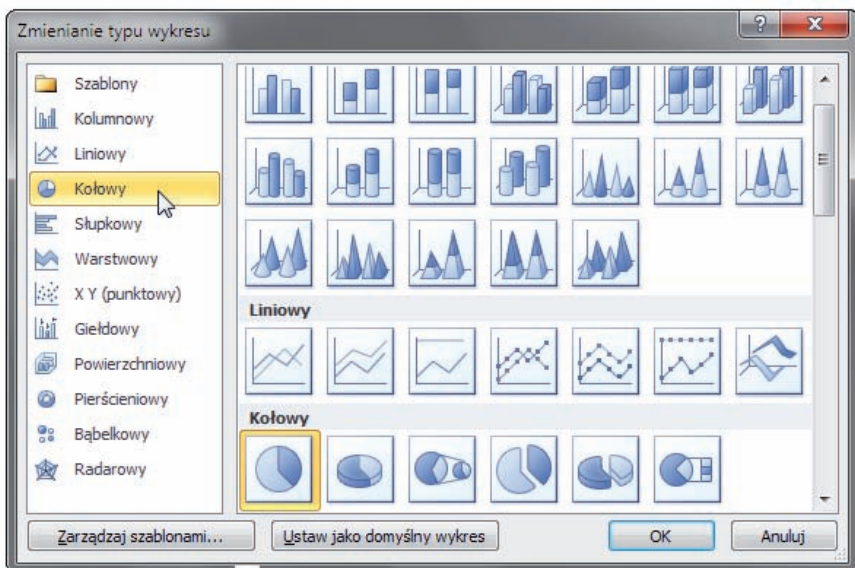 Zmienianie typu wykresu
Szablony
Kolumnowy
Liniowy
Kołowy
Słupkowy
Warstwowy
X Y (punktowy)
Giełdowy
Powierzchniowy
Pierścieniowy
Bąbelkowy
Radarowy
Liniowy
Kołowy
Zarządzaj szablonami...
Ustaw jako domyślny wykres
OK
Anuluj